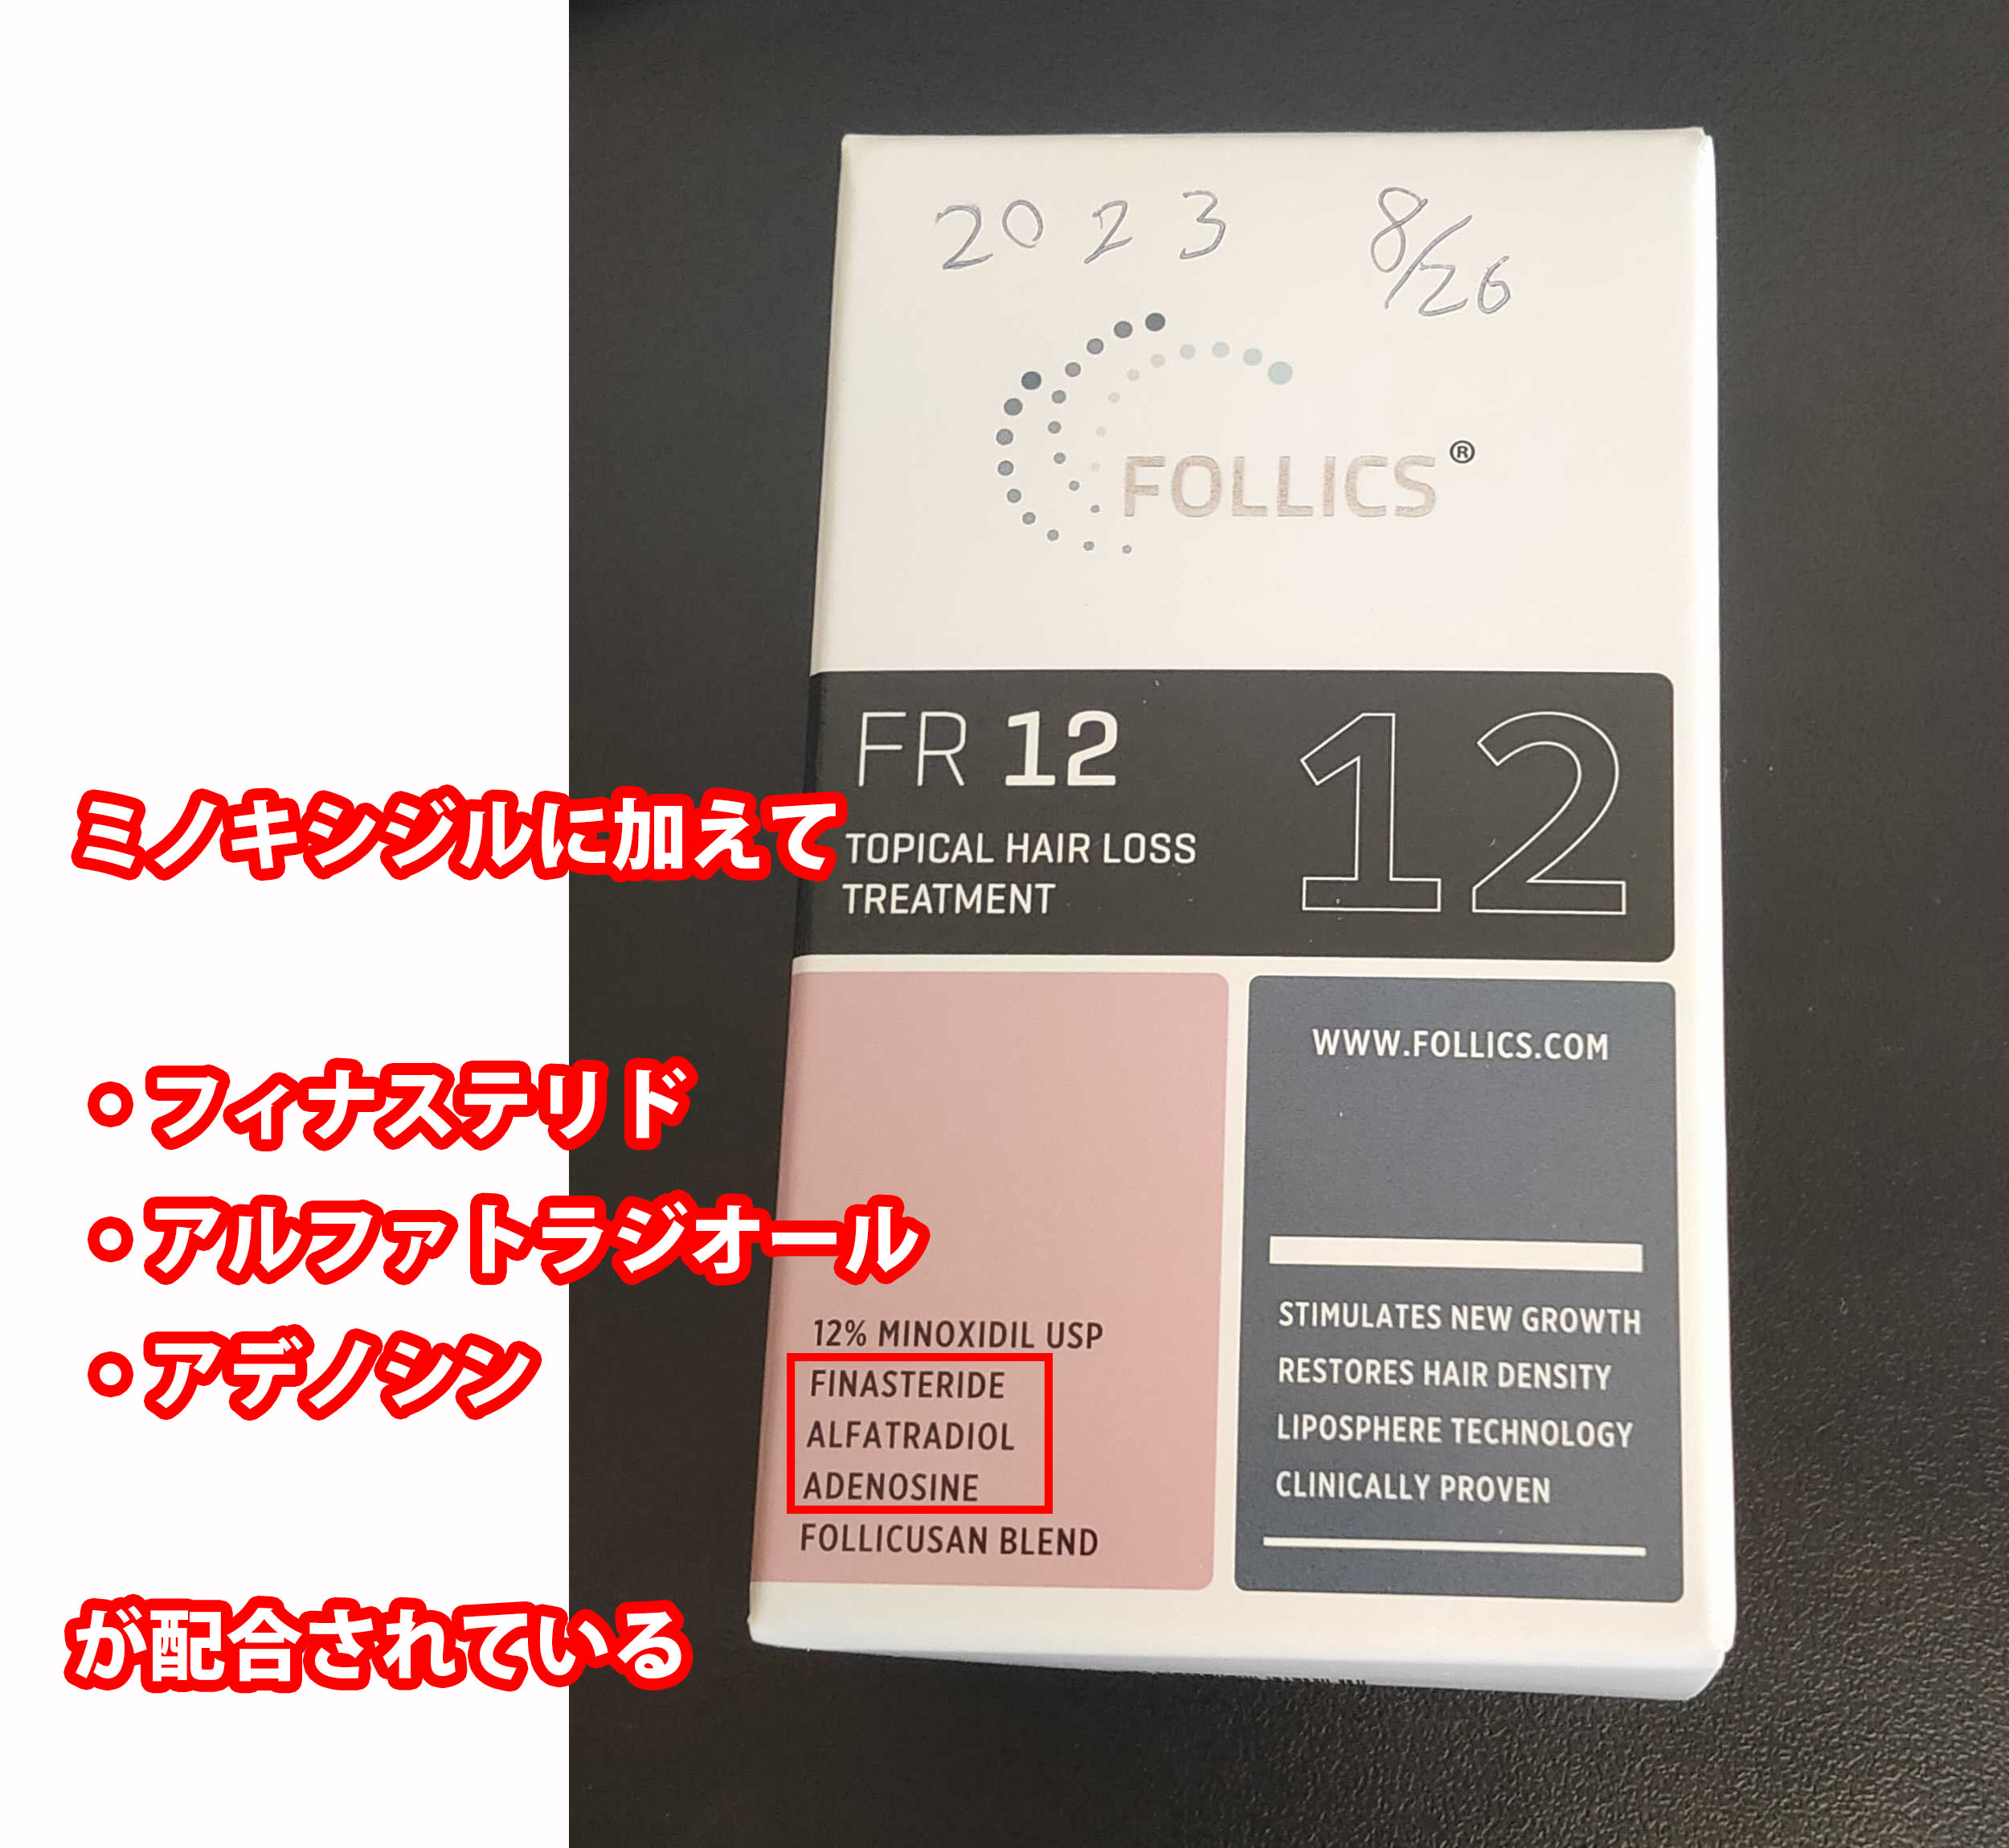 2023 8/26
FOLLICS®
FR 12
12
TOPICAL HAIR LOSS
TREATMENT
WWW.FOLLICS.COM
12% MINOXIDIL USP
FINASTERIDE
ALFATRADIOL
ADENOSINE
FOLLICUSAN BLEND
STIMULATES NEW GROWTH
RESTORES HAIR DENSITY
LIPOSPHERE TECHNOLOGY
CLINICALLY PROVEN
ミノキシジルに加えて
・フィナステリド
・アルファトラジオール
・アデノシン
が配合されている